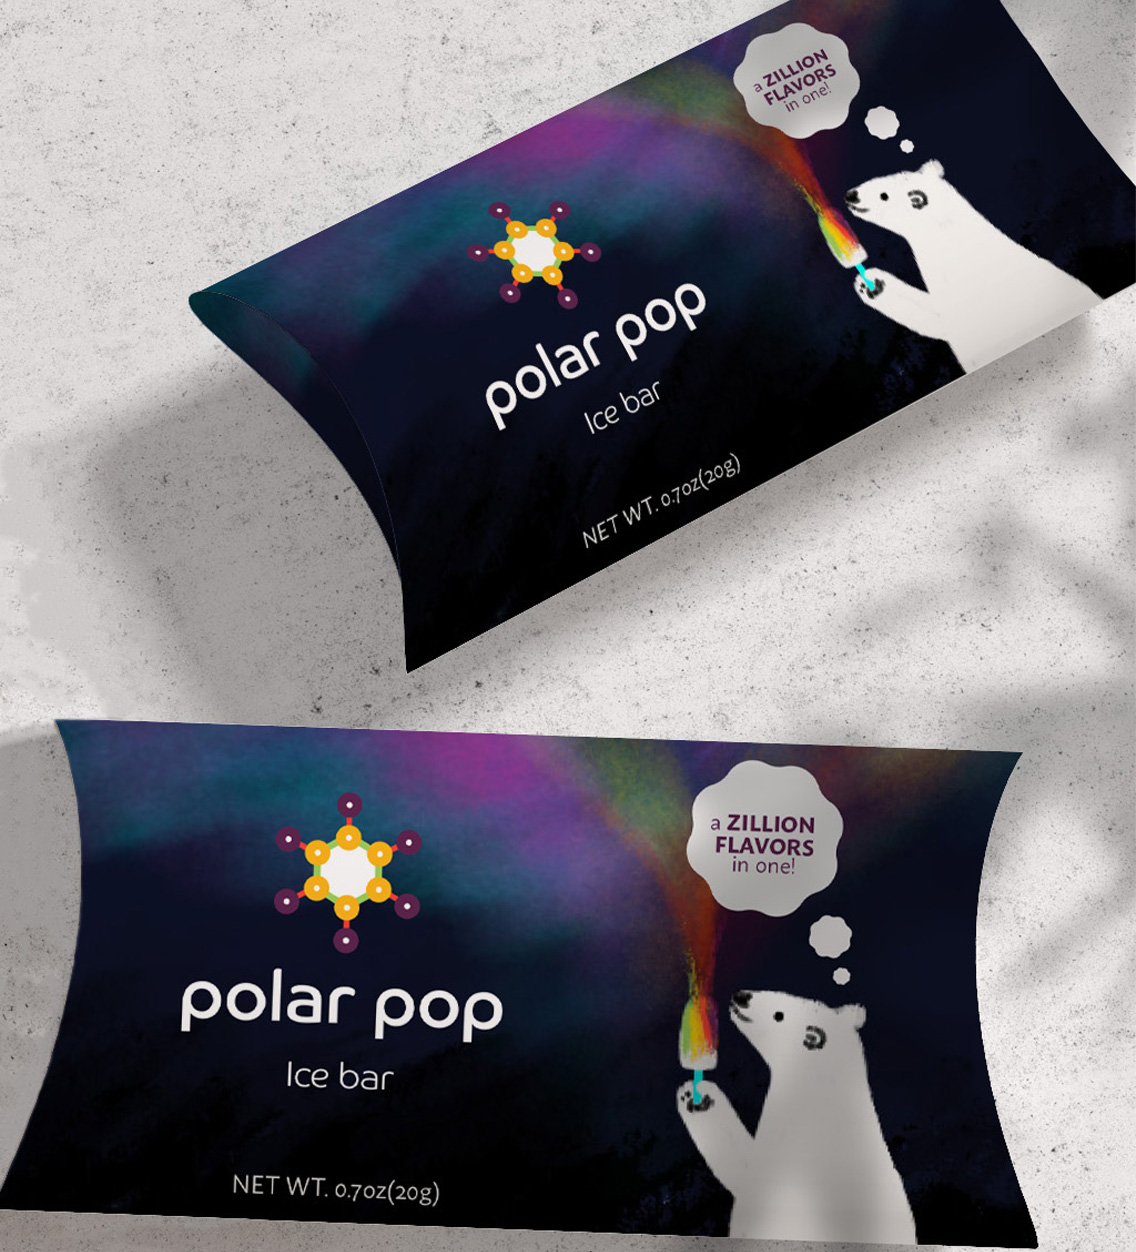 a ZILLION
FLAVORS
in one!
polar pop
Ice bar
NET WT. 0.7oz(20g)
a ZILLION
FLAVORS
in one!
polar pop
Ice bar
NET WT. 0.7oz(20g)